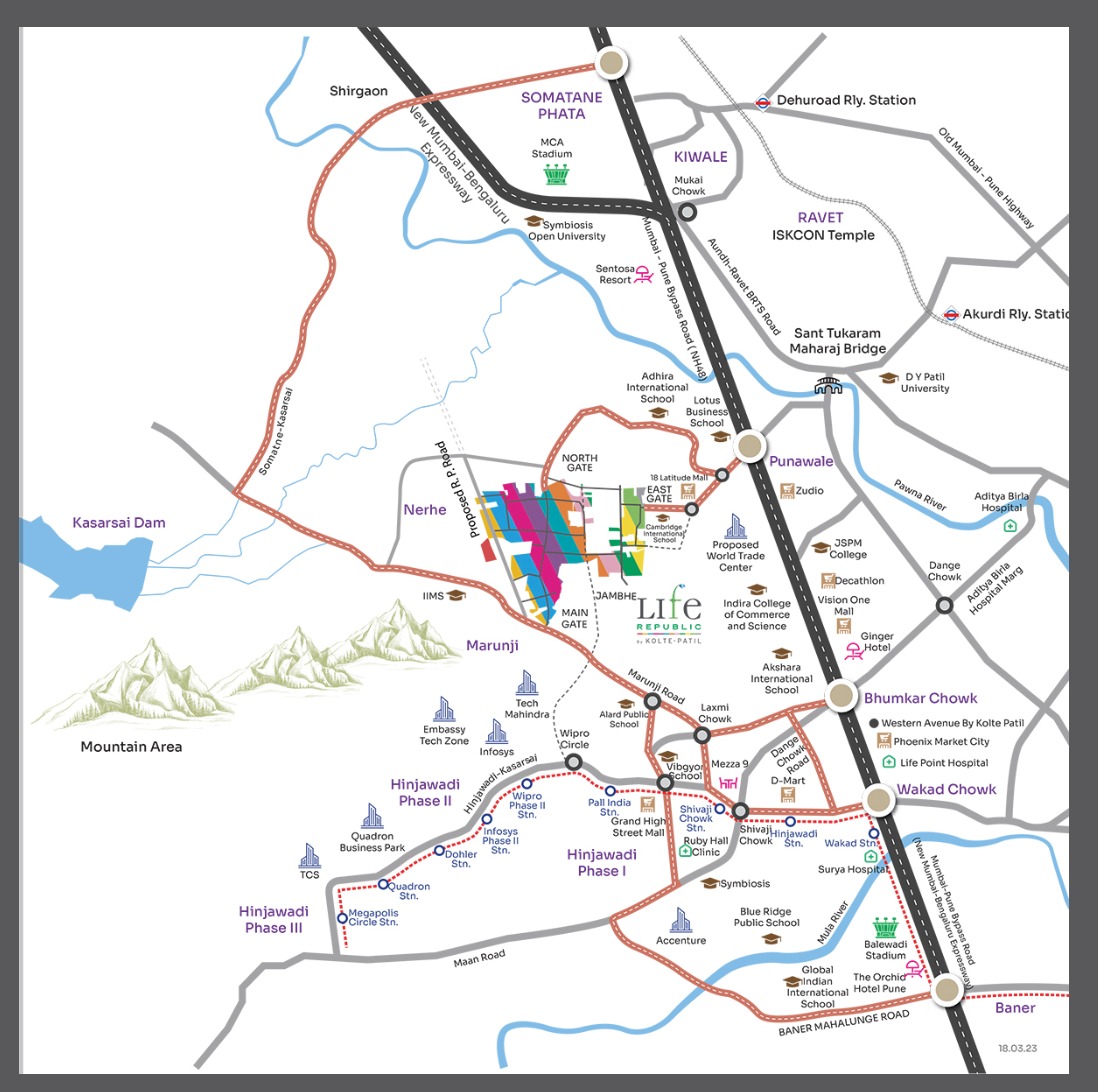 Shirgaon
SOMATANE
PHATA
Dehuroad Rly. Station
New Mumbai-Bengaluru
Expressway
MCA
Stadium
KIWALE
Mukai
Chowk
Old Mumbai - Pune Highway
RAVET
ISKCON Temple
Symbiosis
Open University
Mumbai - Pune Bypass Road (NH48)
Aundh-Ravet BRTS Road
Sentosa
Resort
Akurdi Rly. Static
Sant Tukaram
Maharaj Bridge
D Y Patil
University
Adhira
International
School
Lotus
Business
School
Somatne-Kasarsai
Proposed R. P. Road
NORTH
GATE
Punawale
18 Latitude Mall
EAST
GATE
Zudio
Pawna River
Aditya Birla
Hospital
Nerhe
Kasarsai Dam
Cambridge
International
School
Proposed
World Trade
Center
JSPM
College
Dange
Chowk
Aditya Birla
Hospital Marg
Decathlon
IIMS
JAMBHE
MAIN
GATE
Life
REPUBLIC
by KOLTE-PATIL
Indira College
of Commerce
and Science
Vision One
Mall
Ginger
Hotel
Marunji
Akshara
International
School
Marunji Road
Bhumkar Chowk
Tech
Mahindra
Alard Public
School
Laxmi
Chowk
Western Avenue By Kolte Patil
Embassy
Tech Zone
Infosys
Wipro
Circle
Phoenix Market City
Mountain Area
Dange
Chowk
Road
Life Point Hospital
Hinjawadi-Kasarsai
Vibgyor
School
Mezza 9
D-Mart
Hinjawadi
Phase II
Wakad Chowk
Wipro
Phase II
Stn.
Pall India
Stn.
Grand High
Street Mall
Shivaji
Chowk
Stn.
Shivaji
Chowk
Hinjawadi
Stn.
Wakad Stn.
Infosys
Phase II
Stn.
Quadron
Business Park
Dohler
Stn.
Hinjawadi
Phase I
Ruby Hall
Clinic
Surya Hospital
TCS
Quadron
Stn.
Symbiosis
Mumbai-Pune Bypass Road
(New Mumbai-Bengaluru Expressway)
Hinjawadi
Phase III
Megapolis
Circle Stn.
Accenture
Blue Ridge
Public School
Mula River
Balewadi
Stadium
Maan Road
Global
Indian
International
School
The Orchid
Hotel Pune
Baner
BANER MAHALUNGE ROAD
18.03.23